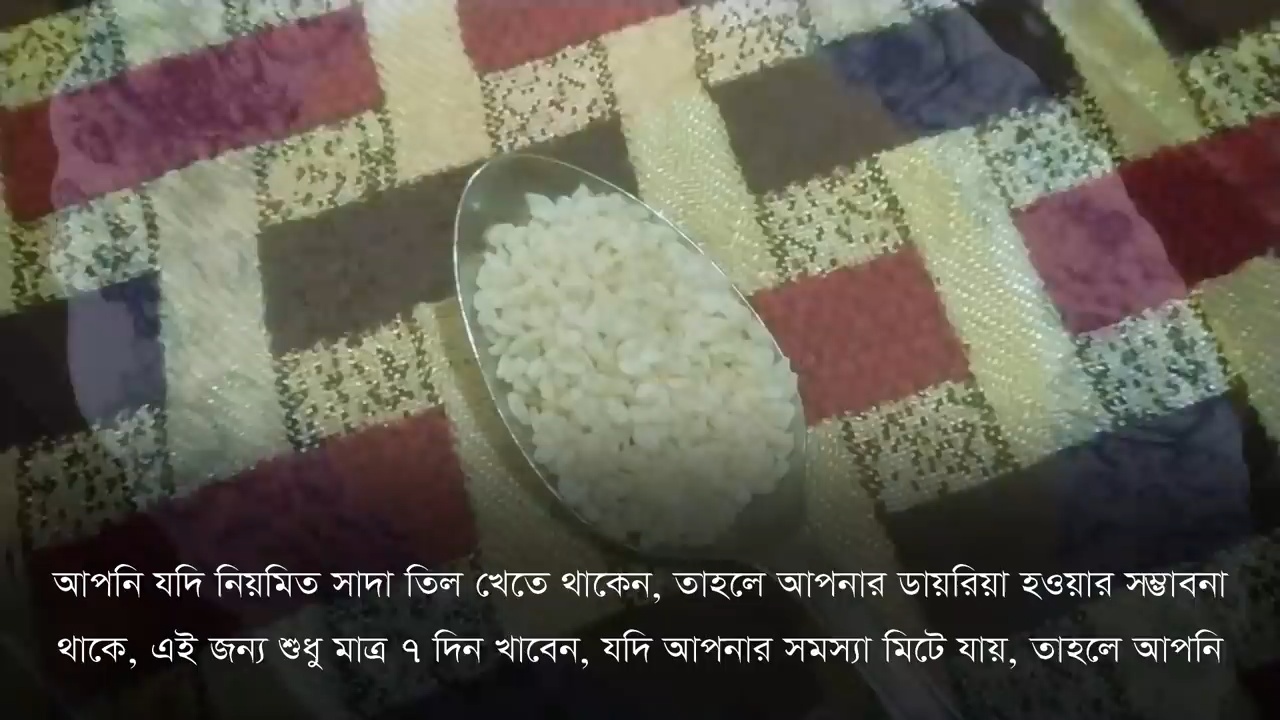 আপনি যদি নিয়মিত সাদা তিল খেতে থাকেন, তাহলে আপনার ডায়রিয়া হওয়ার সম্ভাবনা
থাকে, এই জন্য শুধু মাত্র ৭ দিন খাবেন, যদি আপনার সমস্যা মিটে যায়, তাহলে আপনি